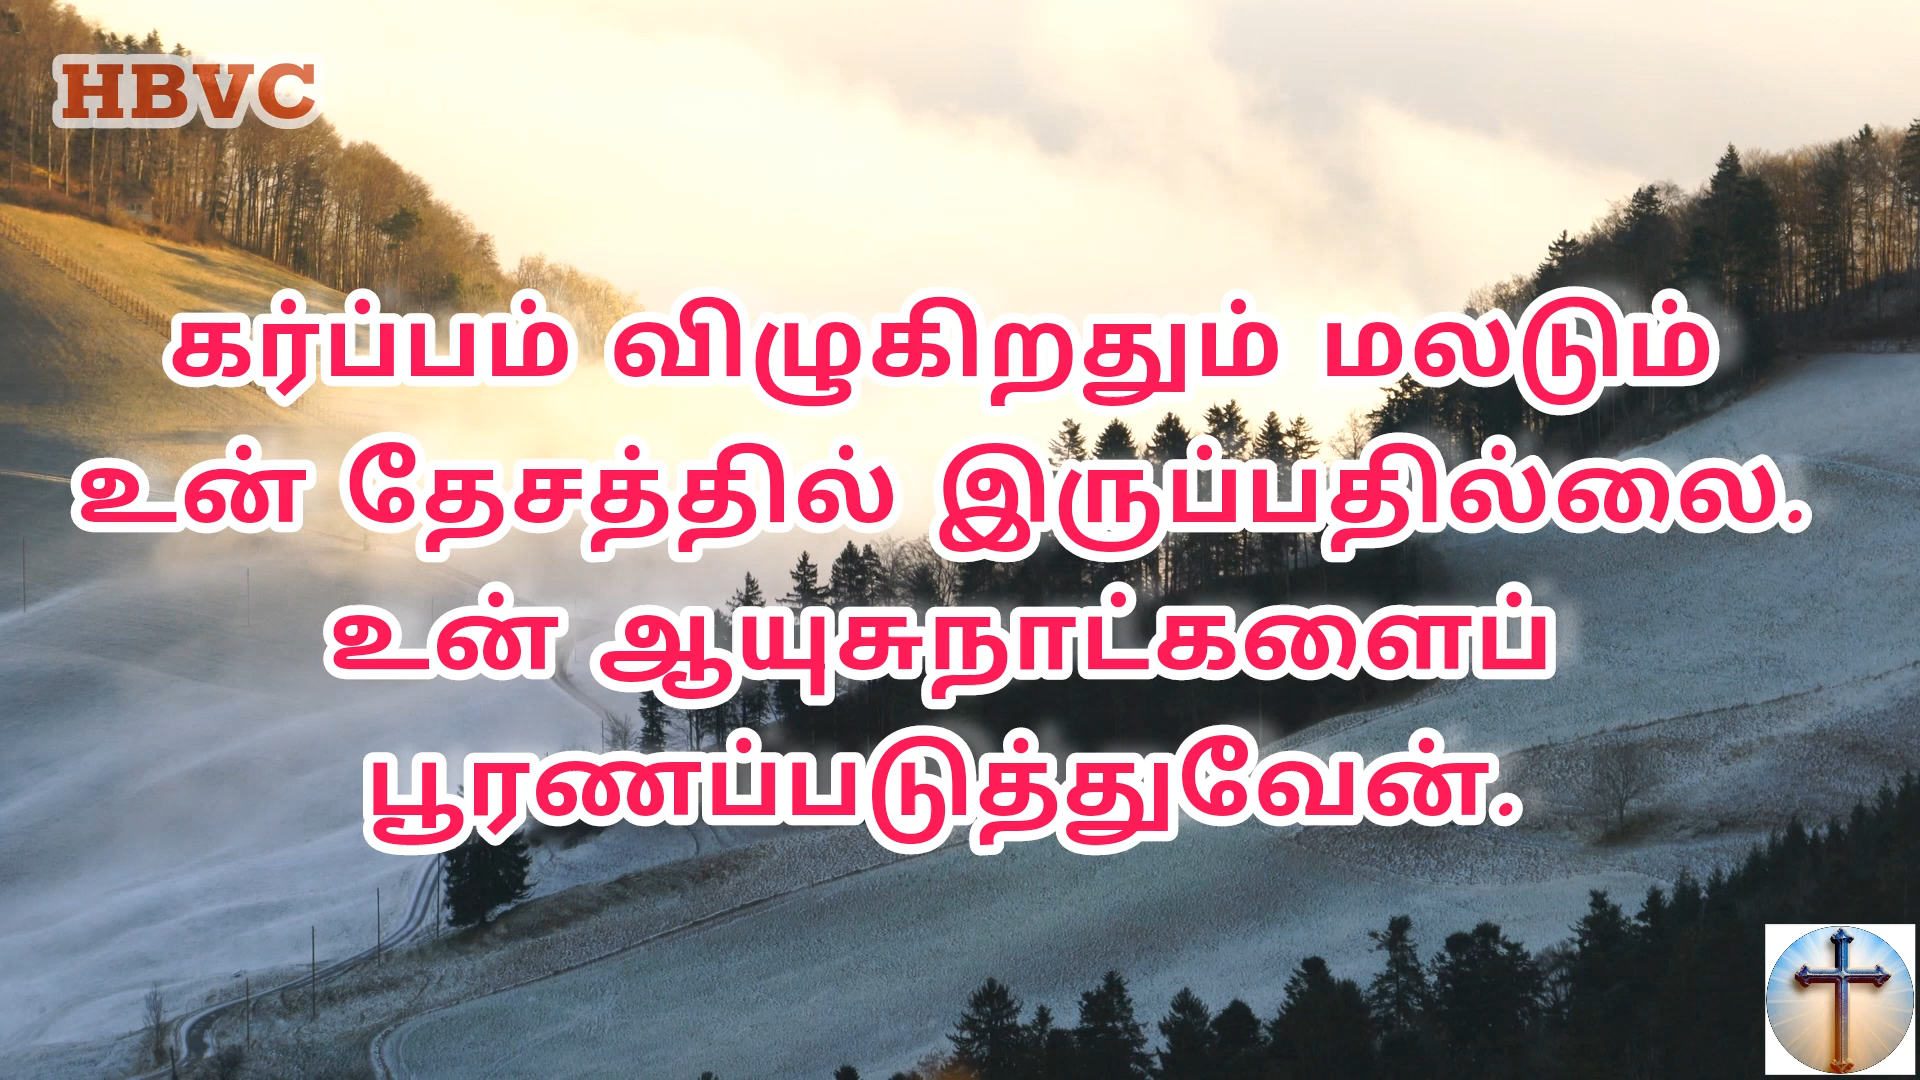 HBVC
கர்ப்பம் விழுகிறதும் மலடும்
உன் தேசத்தில் இருப்பதில்லை.
உன் ஆயுசுநாட்களைப்
பூரணப்படுத்துவேன்.